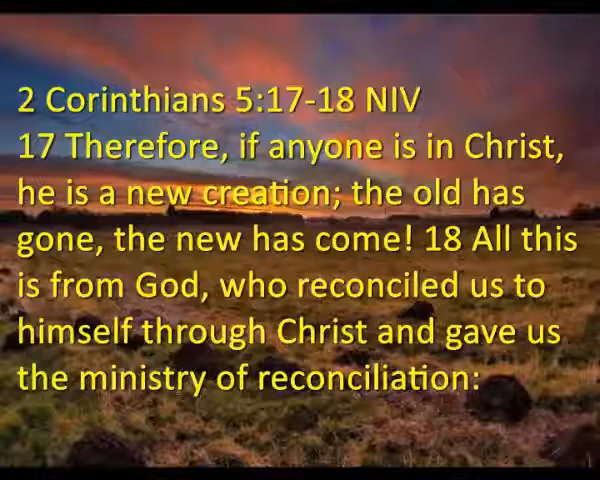 2 Corinthians 5:17-18 NIV
17 Therefore, if anyone is in Christ,
he is a new creation; the old has
gone, the new has come! 18 All this
is from God, who reconciled us to
himself through Christ and gave us
the ministry of reconciliation: